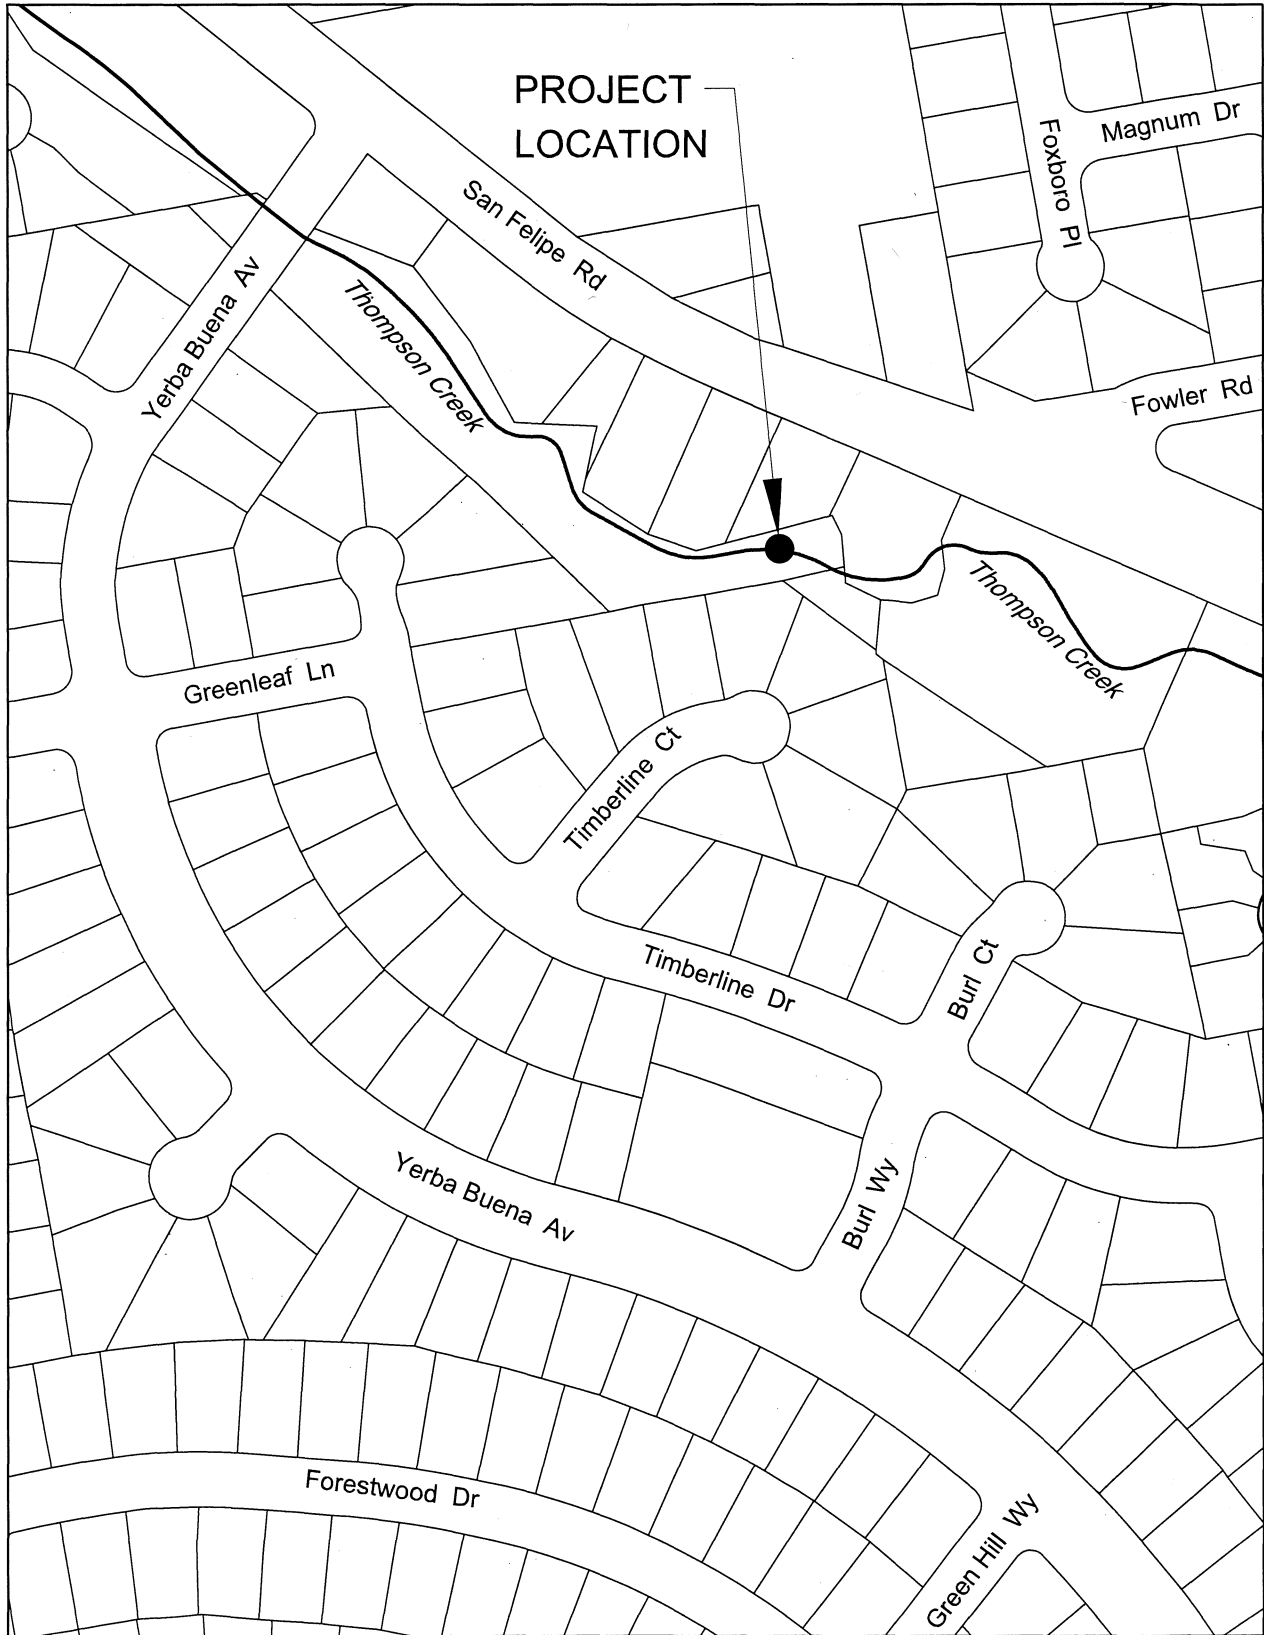 PROJECT
LOCATION
Magnum Dr
Foxboro Pl
San Felipe Rd
Yerba Buena Av
Thompson Creek
Fowler Rd
Thompson Creek
Greenleaf Ln
Timberline Ct
Timberline Dr
Burl Ct
Yerba Buena Av
Burl Wy
Forestwood Dr
Green Hill Wy